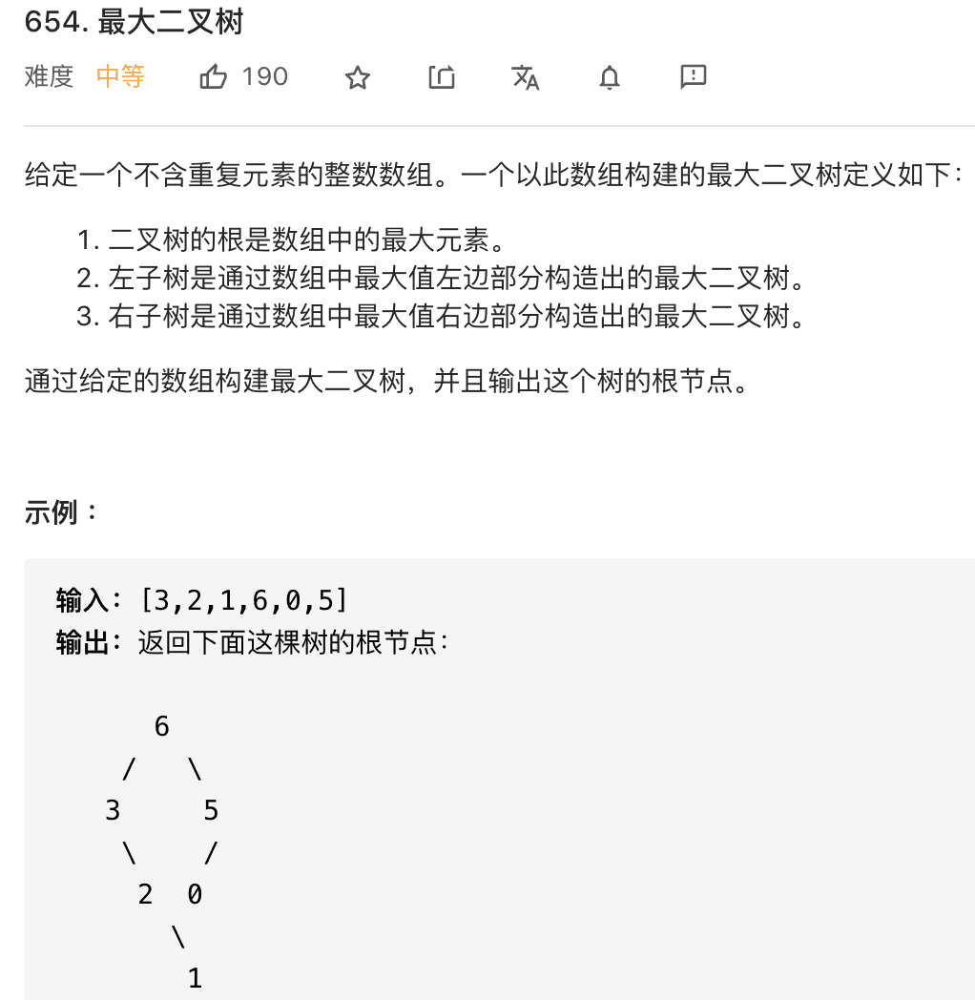 654. 最大二叉树
难度 中等 190
给定一个不含重复元素的整数数组。一个以此数组构建的最大二叉树定义如下：
1. 二叉树的根是数组中的最大元素。
2. 左子树是通过数组中最大值左边部分构造出的最大二叉树。
3. 右子树是通过数组中最大值右边部分构造出的最大二叉树。
通过给定的数组构建最大二叉树，并且输出这个树的根节点。
示例 ：
输入：[3,2,1,6,0,5]
输出：返回下面这棵树的根节点：
6
/ \
3 5
\ /
2 0
\
1